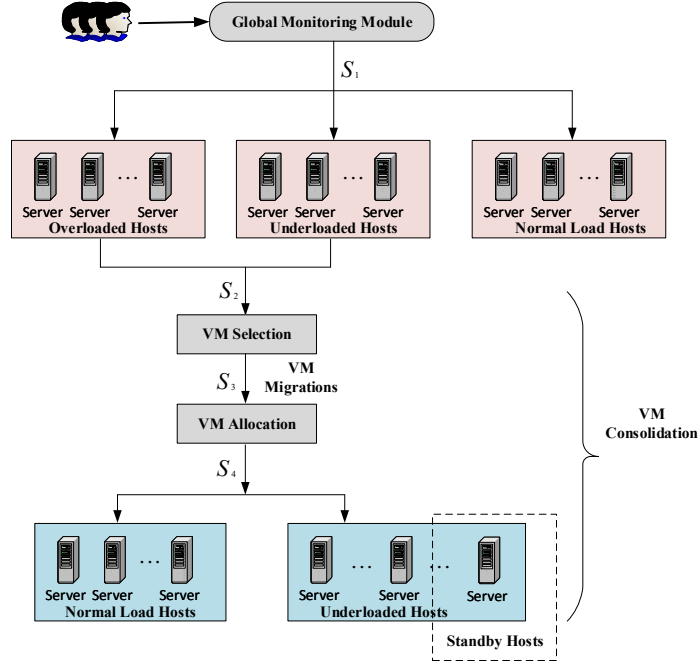 Global Monitoring Module
S₁
... ... ...
Server Server Server Server Server Server Server Server Server
Overloaded Hosts Underloaded Hosts Normal Load Hosts
S₂
VM Selection
S₃ VM
Migrations
VM
Consolidation
VM Allocation
S₄
... ... ...
Server Server Server Server Server Server
Normal Load Hosts Underloaded Hosts
Standby Hosts